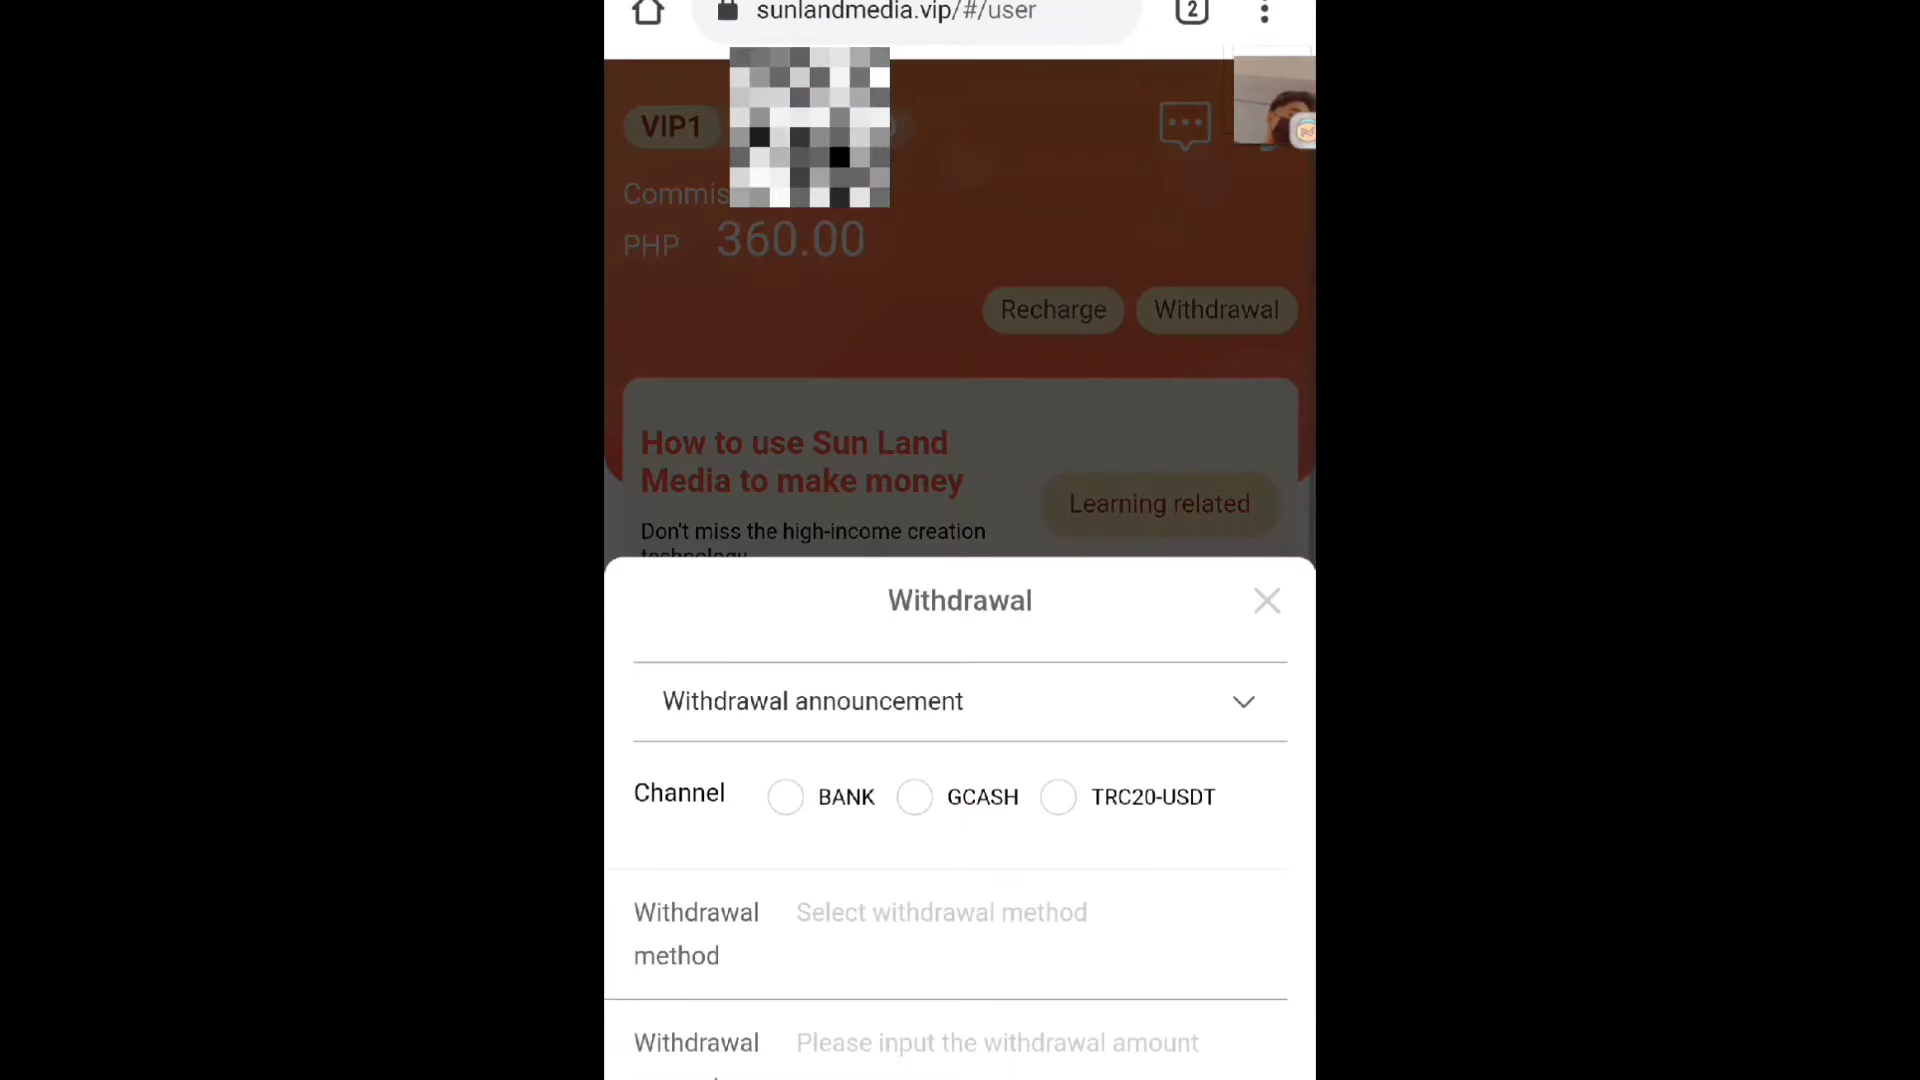 sunlandmedia.vip/#/user
2
VIP1
Commis
PHP 360.00
Recharge Withdrawal
How to use Sun Land
Media to make money
Learning related
Don't miss the high-income creation
technology
Withdrawal
Withdrawal announcement
Channel BANK GCASH TRC20-USDT
Withdrawal Select withdrawal method
method
Withdrawal Please input the withdrawal amount